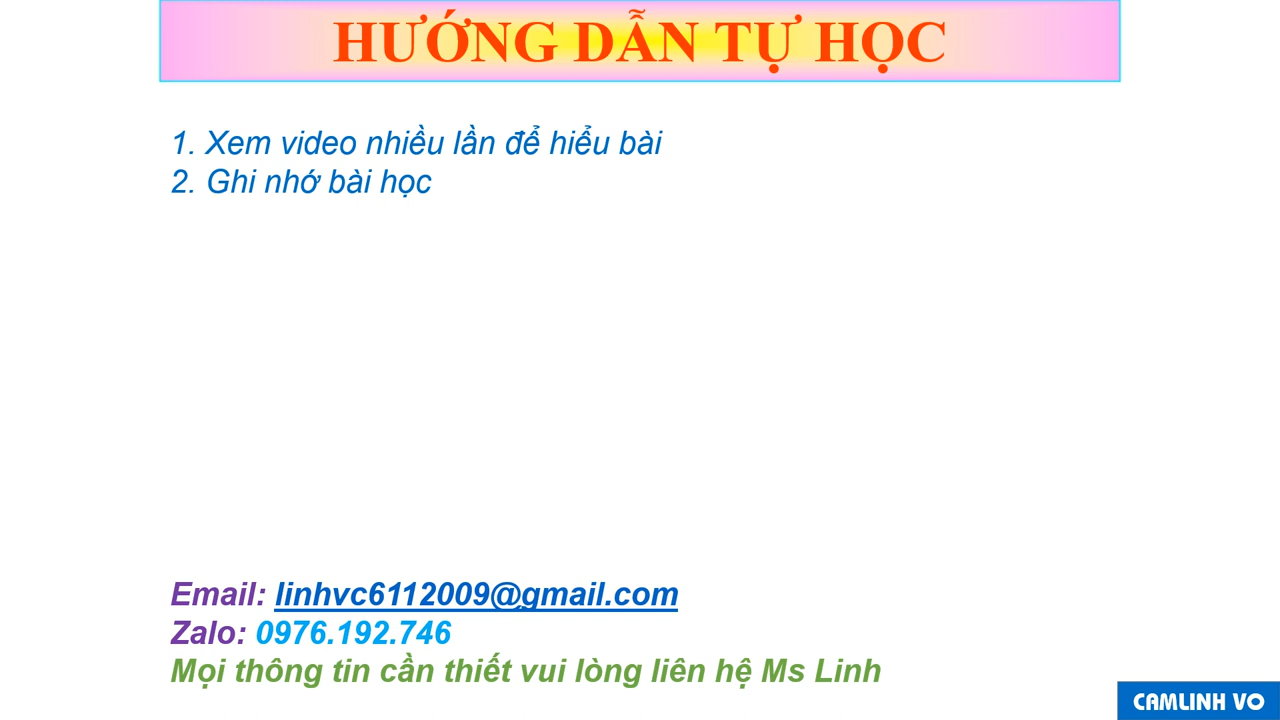 HƯỚNG DẪN TỰ HỌC
1. Xem video nhiều lần để hiểu bài
2. Ghi nhớ bài học
Email: linhvc6112009@gmail.com
Zalo: 0976.192.746
Mọi thông tin cần thiết vui lòng liên hệ Ms Linh
CAMLINH VO